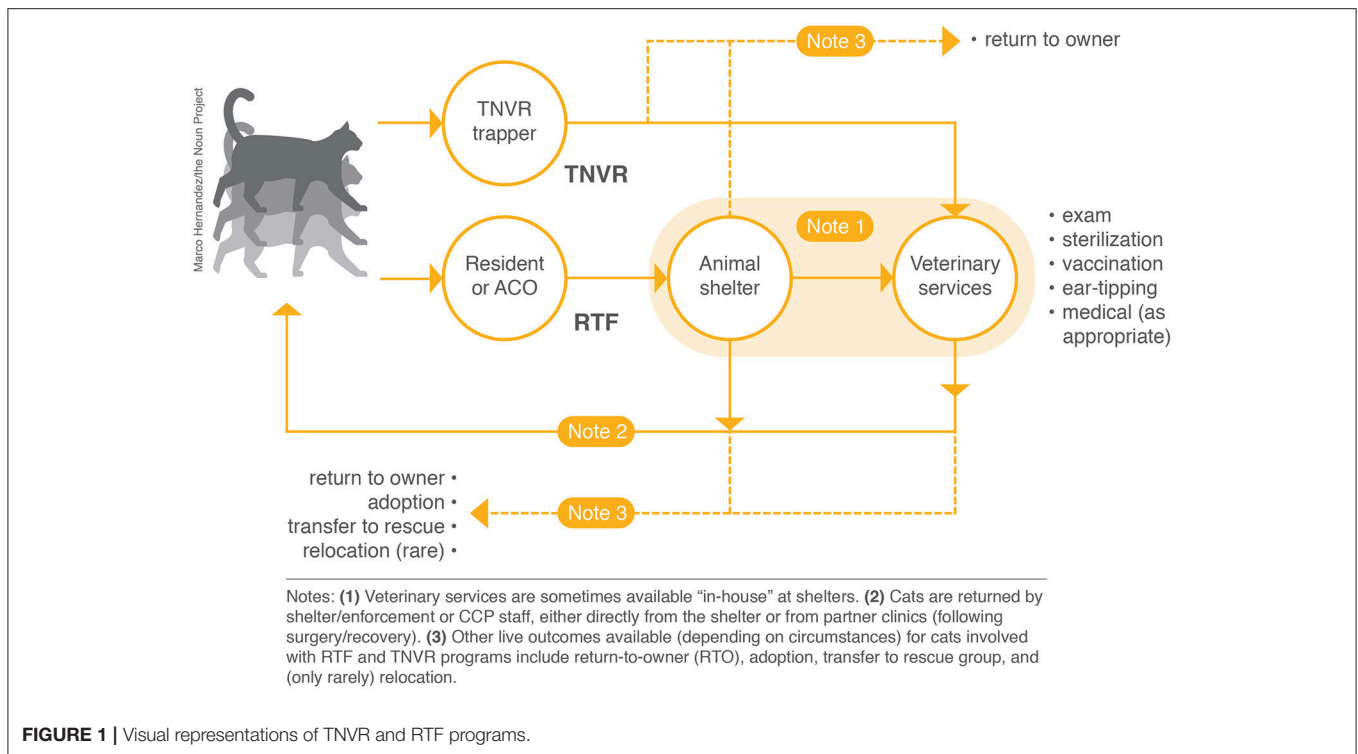 Note 3
• return to owner
Marco Hernandez/the Noun Project
TNVR
trapper
TNVR
Resident
or ACO
RTF
Animal
shelter
Note 1
Veterinary
services
• exam
• sterilization
• vaccination
• ear-tipping
• medical (as
appropriate)
Note 2
return to owner •
adoption •
transfer to rescue •
relocation (rare) •
Note 3
Notes: (1) Veterinary services are sometimes available “in-house” at shelters. (2) Cats are returned by
shelter/enforcement or CCP staff, either directly from the shelter or from partner clinics (following
surgery/recovery). (3) Other live outcomes available (depending on circumstances) for cats involved
with RTF and TNVR programs include return-to-owner (RTO), adoption, transfer to rescue group, and
(only rarely) relocation.
FIGURE 1 | Visual representations of TNVR and RTF programs.